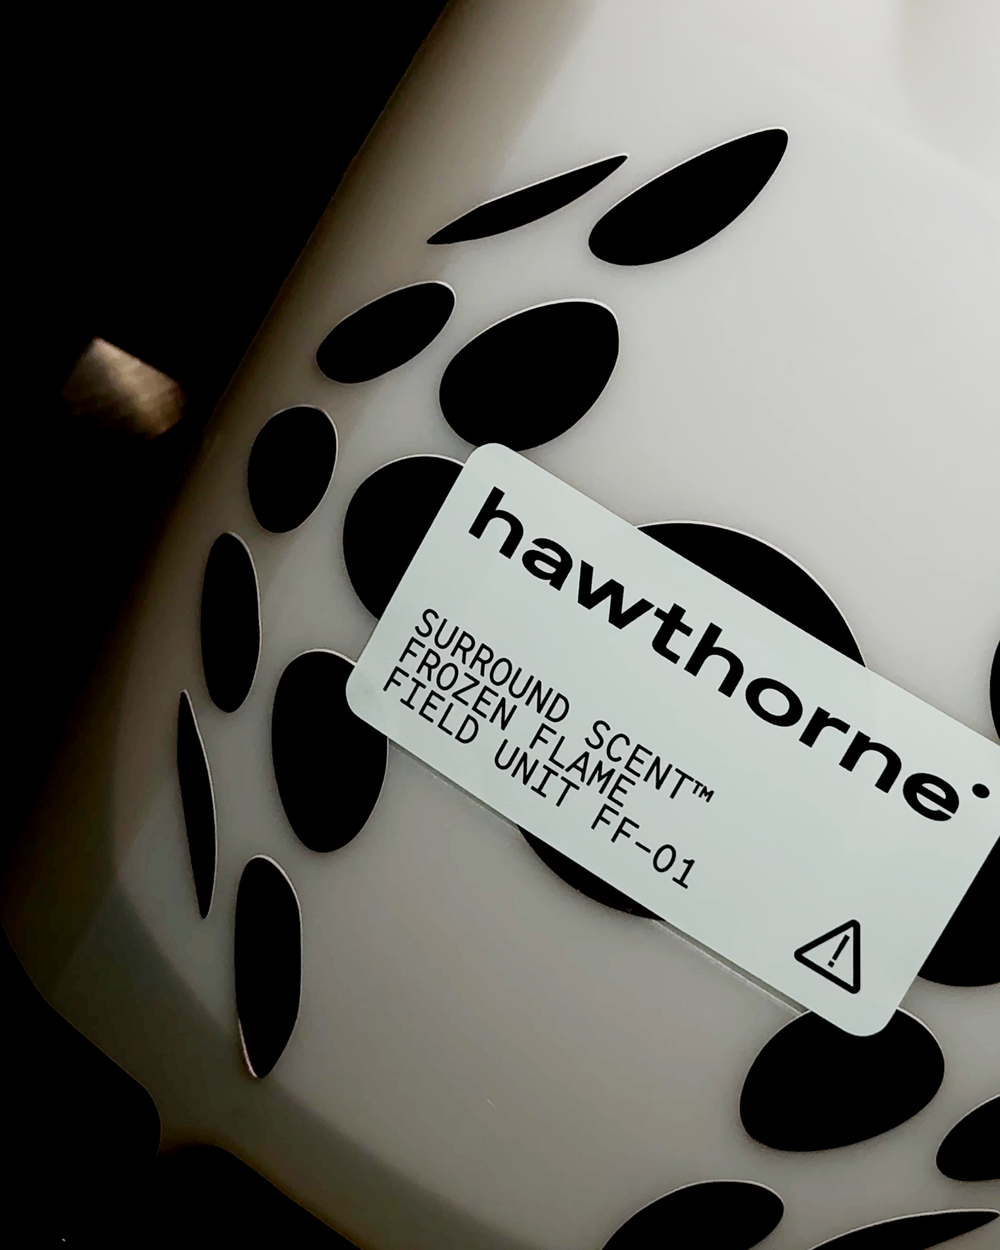 hawthorne
SURROUND SCENT™
FROZEN FLAME
FIELD UNIT FF-01
!